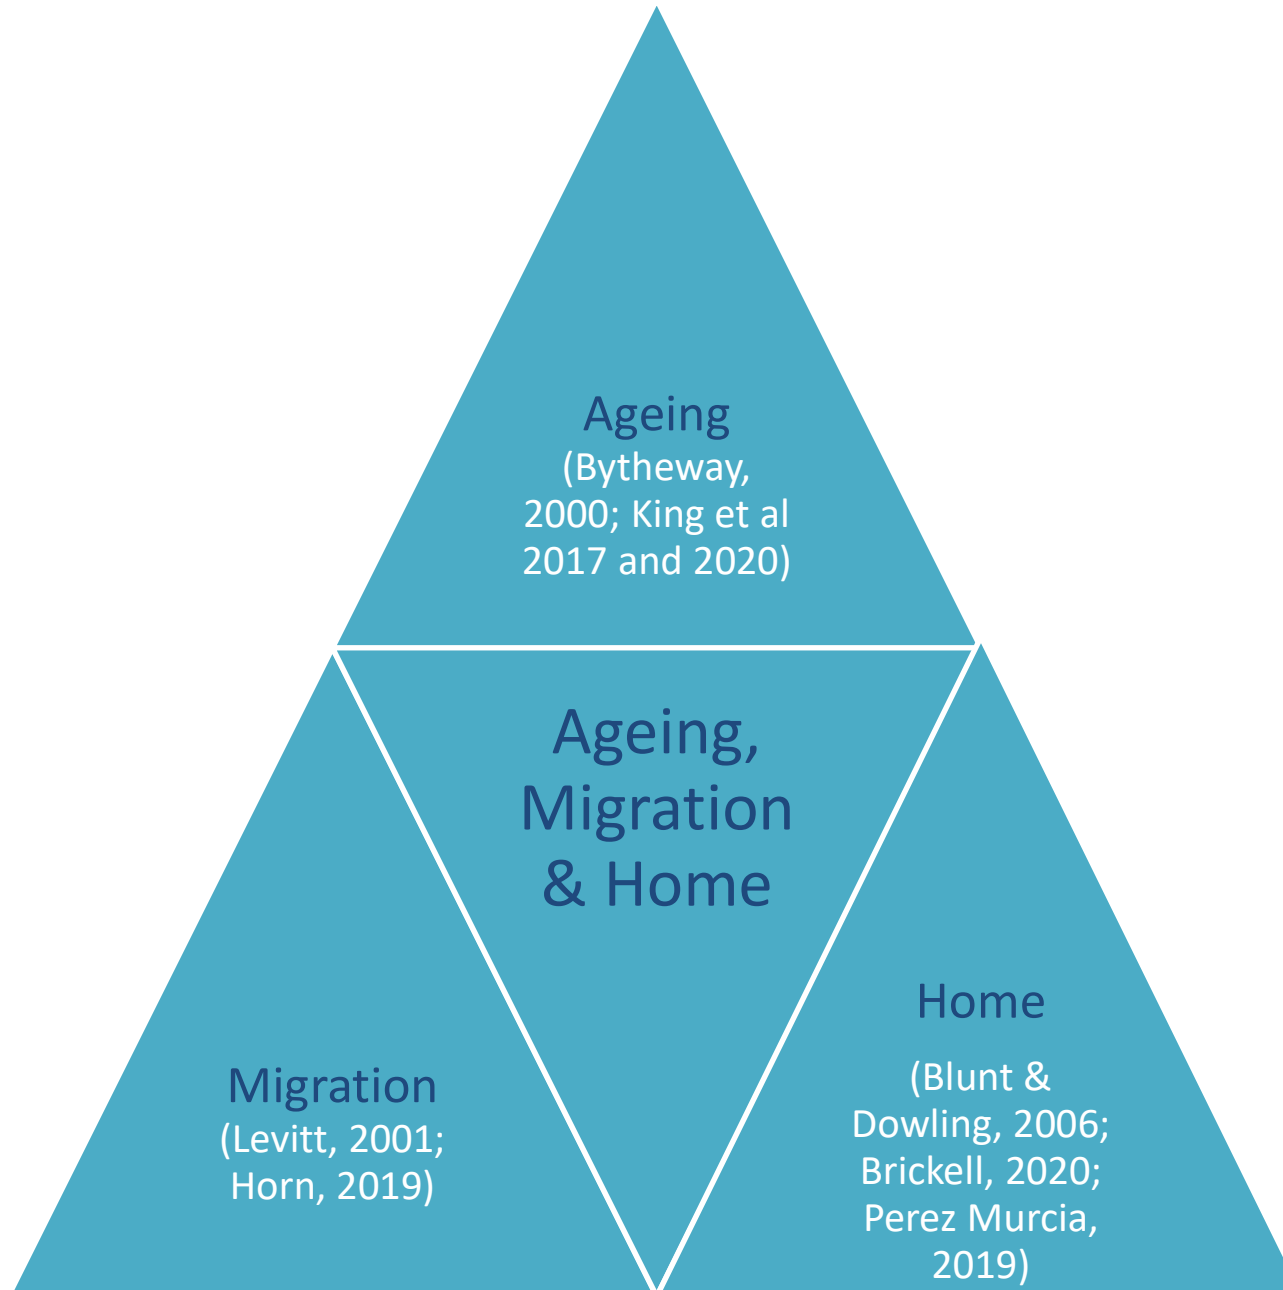 Ageing
(Bytheway,
2000; King et al
2017 and 2020)
Ageing,
Migration
& Home
Migration
(Levitt, 2001;
Horn, 2019)
Home
(Blunt &
Dowling, 2006;
Brickell, 2020;
Perez Murcia,
2019)